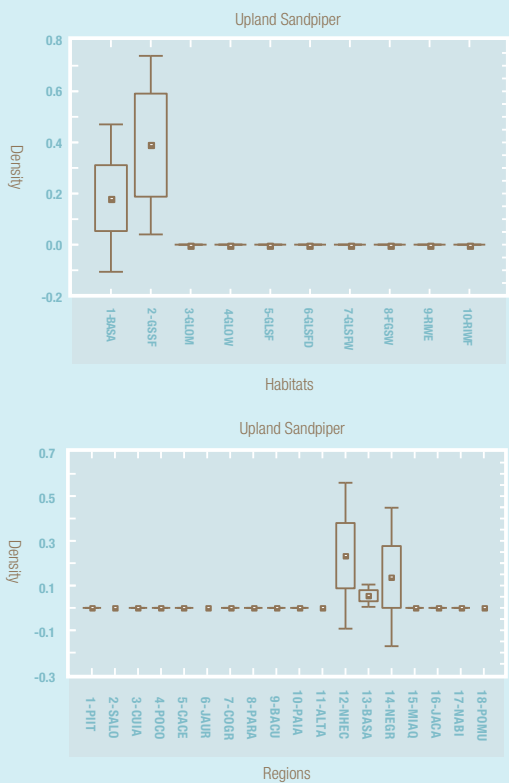 Upland Sandpiper
0.8
0.6
0.4
0.2
0.0
-0.2
Density
1-BASA
2-GSSF
3-GLOM
4-GLOW
5-GLSF
6-GLSFD
7-GLSPW
8-FGSW
9-RIWE
10-RIWF
Habitats
Upland Sandpiper
0.7
0.5
0.3
0.1
-0.1
-0.3
Density
1-PIIT
2-SALO
3-CUIA
4-POCO
5-CACE
6-JAUR
7-COGR
8-PARA
9-BACU
10-PAIA
11-ALTA
12-NHEC
13-BASA
14-NEGR
15-MIAQ
16-JACA
17-NABI
18-POMU
Regions